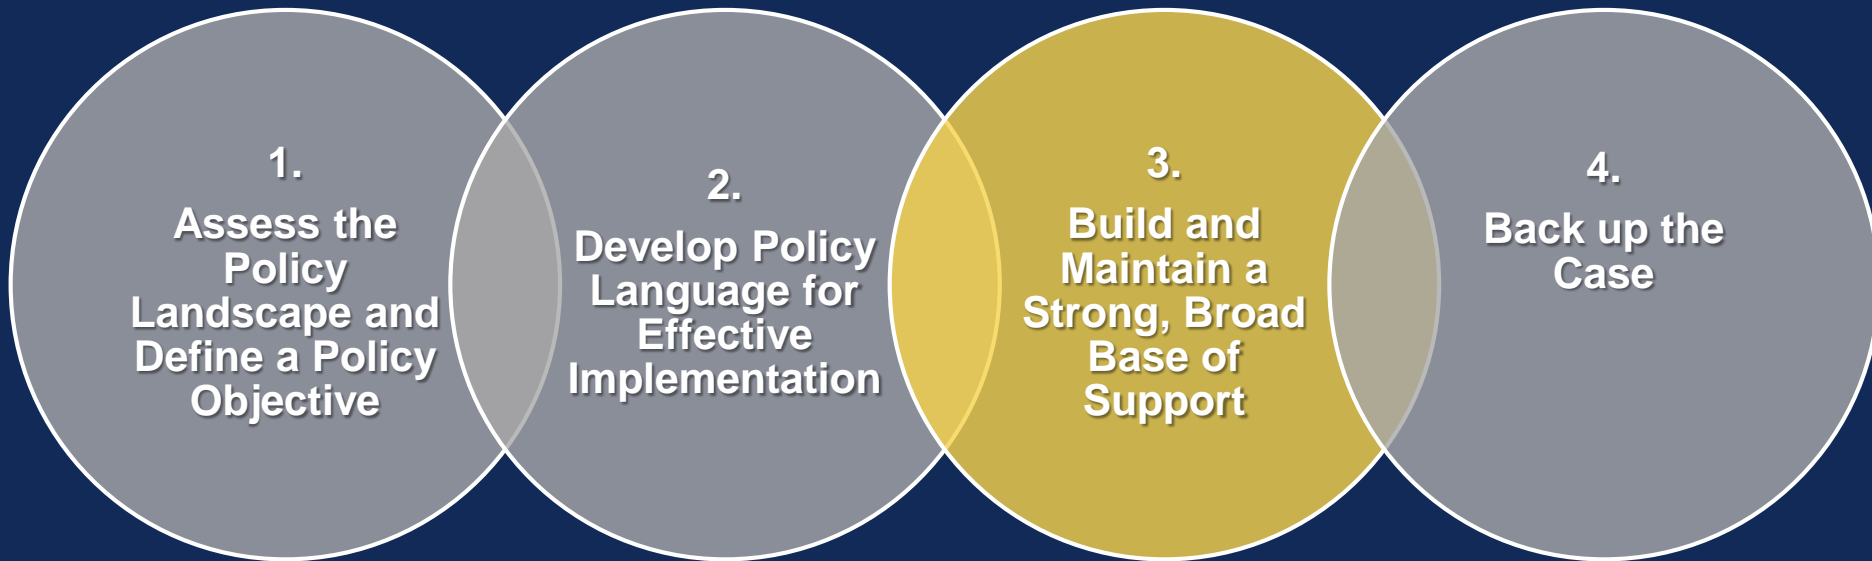 1.
Assess the
Policy
Landscape and
Define a Policy
Objective
2.
Develop Policy
Language for
Effective
Implementation
3.
Build and
Maintain a
Strong, Broad
Base of
Support
4.
Back up the
Case